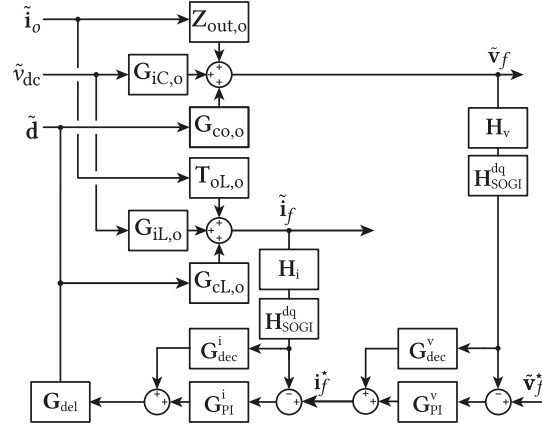 ĩₒ
Z_out,o
ṽ_dc
G_iC,o
+
+
+
ṽ_f
d̃
G_co,o
H_v
T_oL,o
H^dq_SOGI
G_iL,o
+
+
+
ĩ_f
G_cL,o
H_i
H^dq_SOGI
G^i_dec
G^v_dec
G_del
+
+
G^i_PI
−
+
i*_f
+
+
G^v_PI
−
+
ṽ*_f